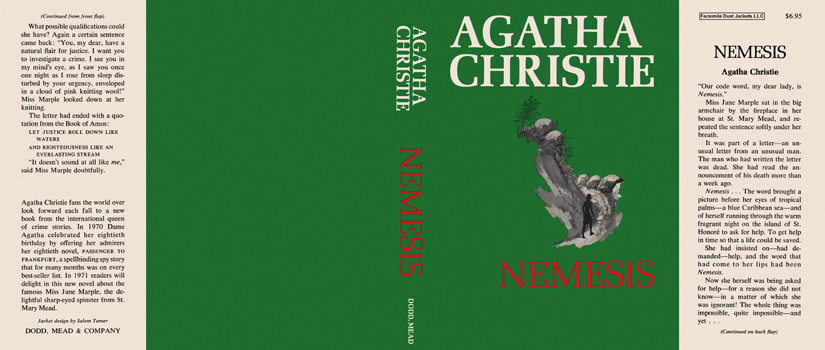 (Continued from front flap)
What possible qualifications could
she have? Again a certain sentence
came back: “You, my dear, have a
natural flair for justice. I want you
to investigate a crime. I see you in
my mind's eye, as I saw you once
one night as I rose from sleep dis-
turbed by your urgency, enveloped
in a cloud of pink knitting wool!”
Miss Marple looked down at her
knitting.
The letter had ended with a quo-
tation from the Book of Amos:
LET JUSTICE ROLL DOWN LIKE
WATERS
AND RIGHTEOUSNESS LIKE AN
EVERLASTING STREAM
“It doesn't sound at all like me,”
said Miss Marple doubtfully.
Agatha Christie fans the world over
look forward each fall to a new
book from the international queen
of crime stories. In 1970 Dame
Agatha celebrated her eightieth
birthday by offering her admirers
her eightieth novel, PASSENGER TO
FRANKFURT, a spellbinding spy story
that for many months was on every
best-seller list. In 1971 readers will
delight in this new novel about the
famous Miss Jane Marple, the de-
lightful sharp-eyed spinster from St.
Mary Mead.
Jacket design by Salem Tamer
DODD, MEAD & COMPANY
AGATHA
CHRISTIE
NEMESIS
DODD, MEAD
AGATHA
CHRISTIE
NEMESIS
Facsimile Dust Jackets LLC
$6.95
NEMESIS
Agatha Christie
“Our code word, my dear lady, is
Nemesis.”
Miss Jane Marple sat in the big
armchair by the fireplace in her
house at St. Mary Mead, and re-
peated the sentence softly under her
breath.
It was part of a letter—an un-
usual letter from an unusual man.
The man who had written the letter
was dead. She had read the an-
nouncement of his death more than
a week ago.
Nemesis . . . The word brought a
picture before her eyes of tropical
palms—a blue Caribbean sea—and
of herself running through the warm
fragrant night on the island of St.
Honoré to ask for help. To get help
in time so that a life could be saved.
She had insisted on—had de-
manded—help, and the word that
had come to her lips had been
Nemesis.
Now she herself was being asked
for help—for a reason she did not
know—in a matter of which she
was ignorant! The whole thing was
impossible, quite impossible—and
yet . . .
(Continued on back flap)